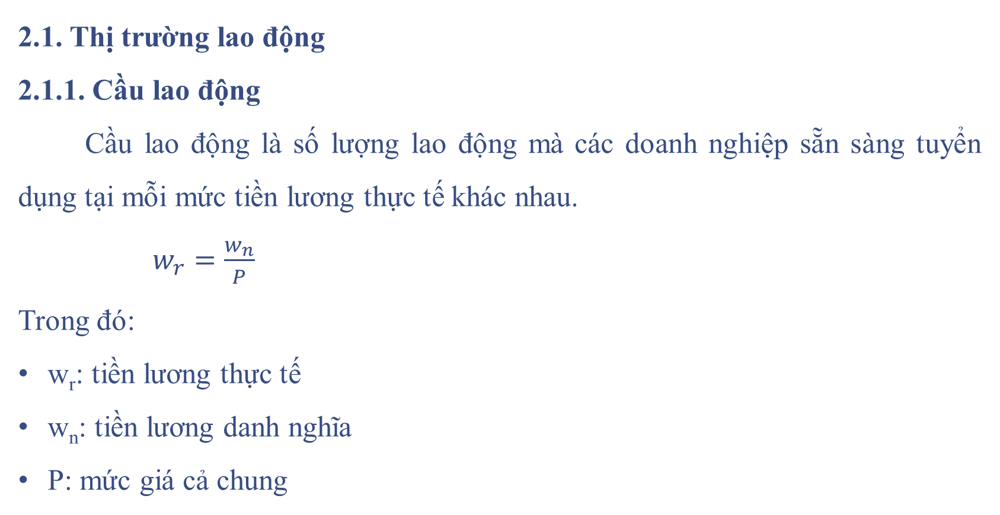 2.1. Thị trường lao động
2.1.1. Cầu lao động
Cầu lao động là số lượng lao động mà các doanh nghiệp sẵn sàng tuyển
dụng tại mỗi mức tiền lương thực tế khác nhau.
w_r = w_n / P
Trong đó:
• w_r: tiền lương thực tế
• w_n: tiền lương danh nghĩa
• P: mức giá cả chung